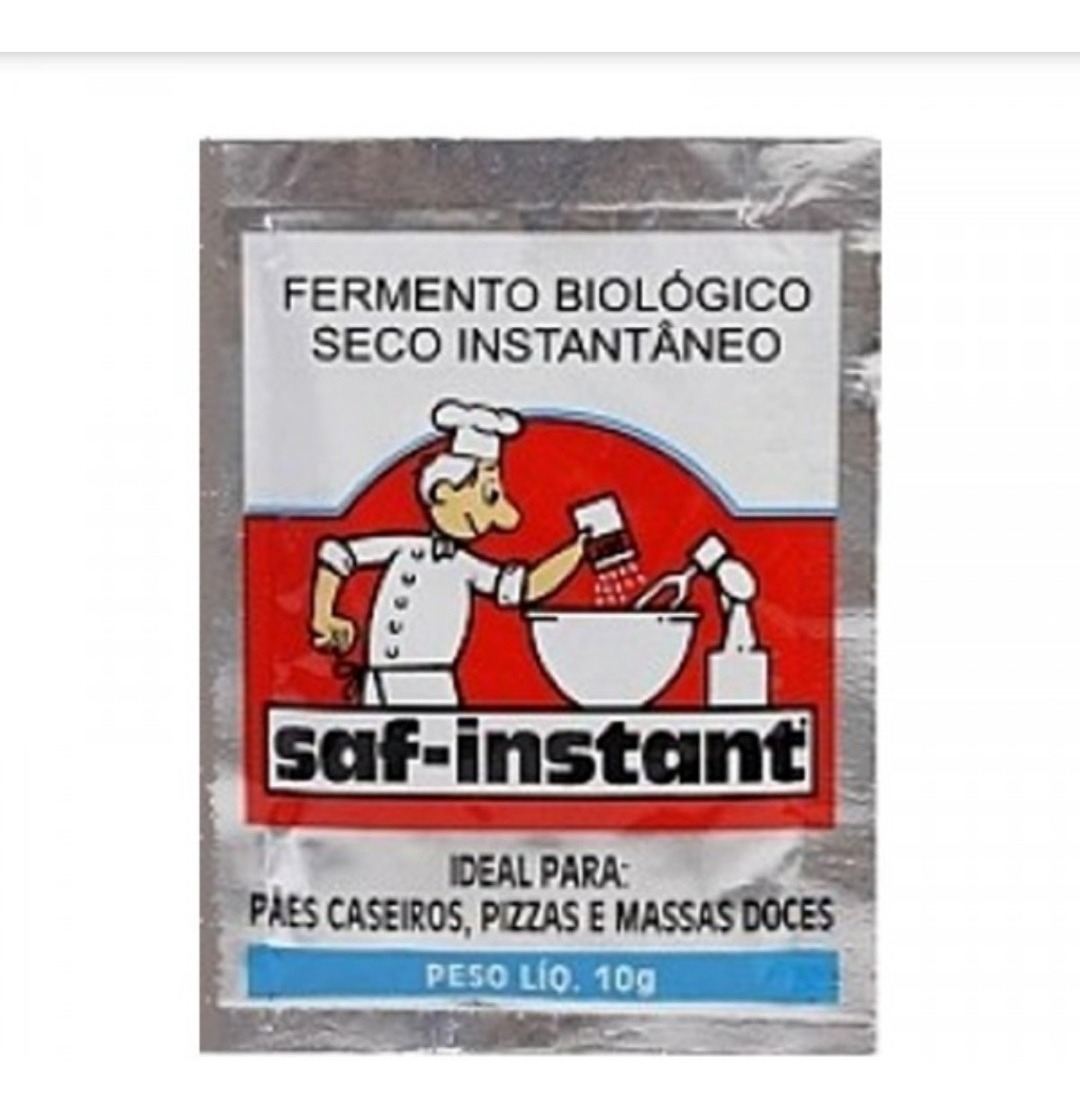 FERMENTO BIOLÓGICO
SECO INSTANTÂNEO
saf-instant
IDEAL PARA:
PÃES CASEIROS, PIZZAS E MASSAS DOCES
PESO LÍQ. 10g